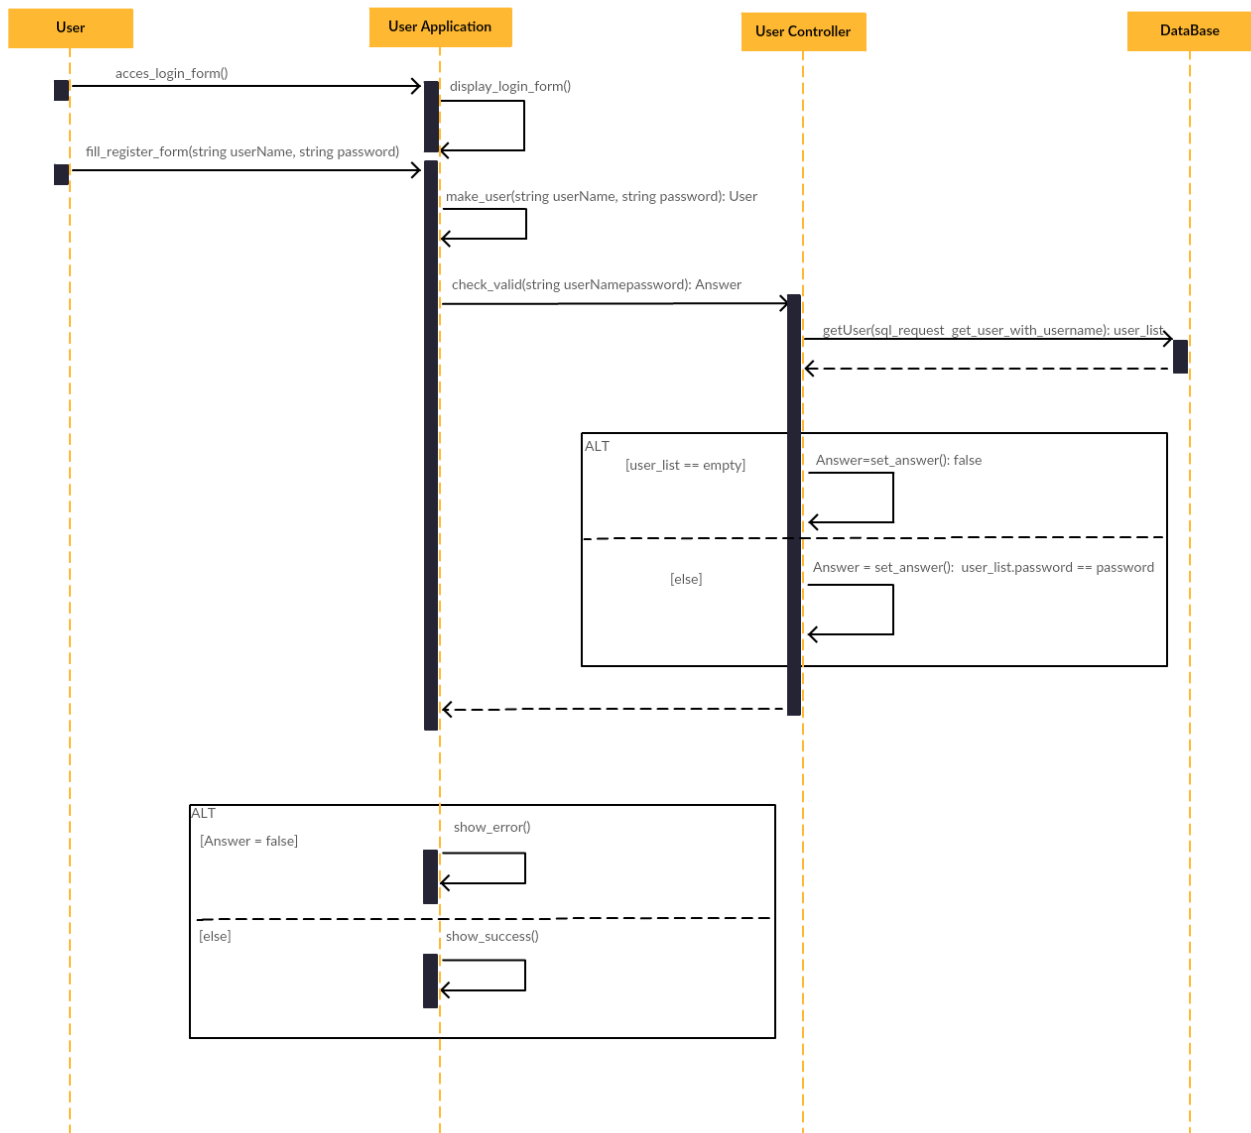 User
User Application
User Controller
DataBase
acces_login_form()
display_login_form()
fill_register_form(string userName, string password)
make_user(string userName, string password): User
check_valid(string userNamepassword): Answer
getUser(sql_request_get_user_with_username): user_list
ALT
[user_list == empty]
Answer=set_answer(): false
[else]
Answer = set_answer():  user_list.password == password
ALT
[Answer = false]
show_error()
[else]
show_success()